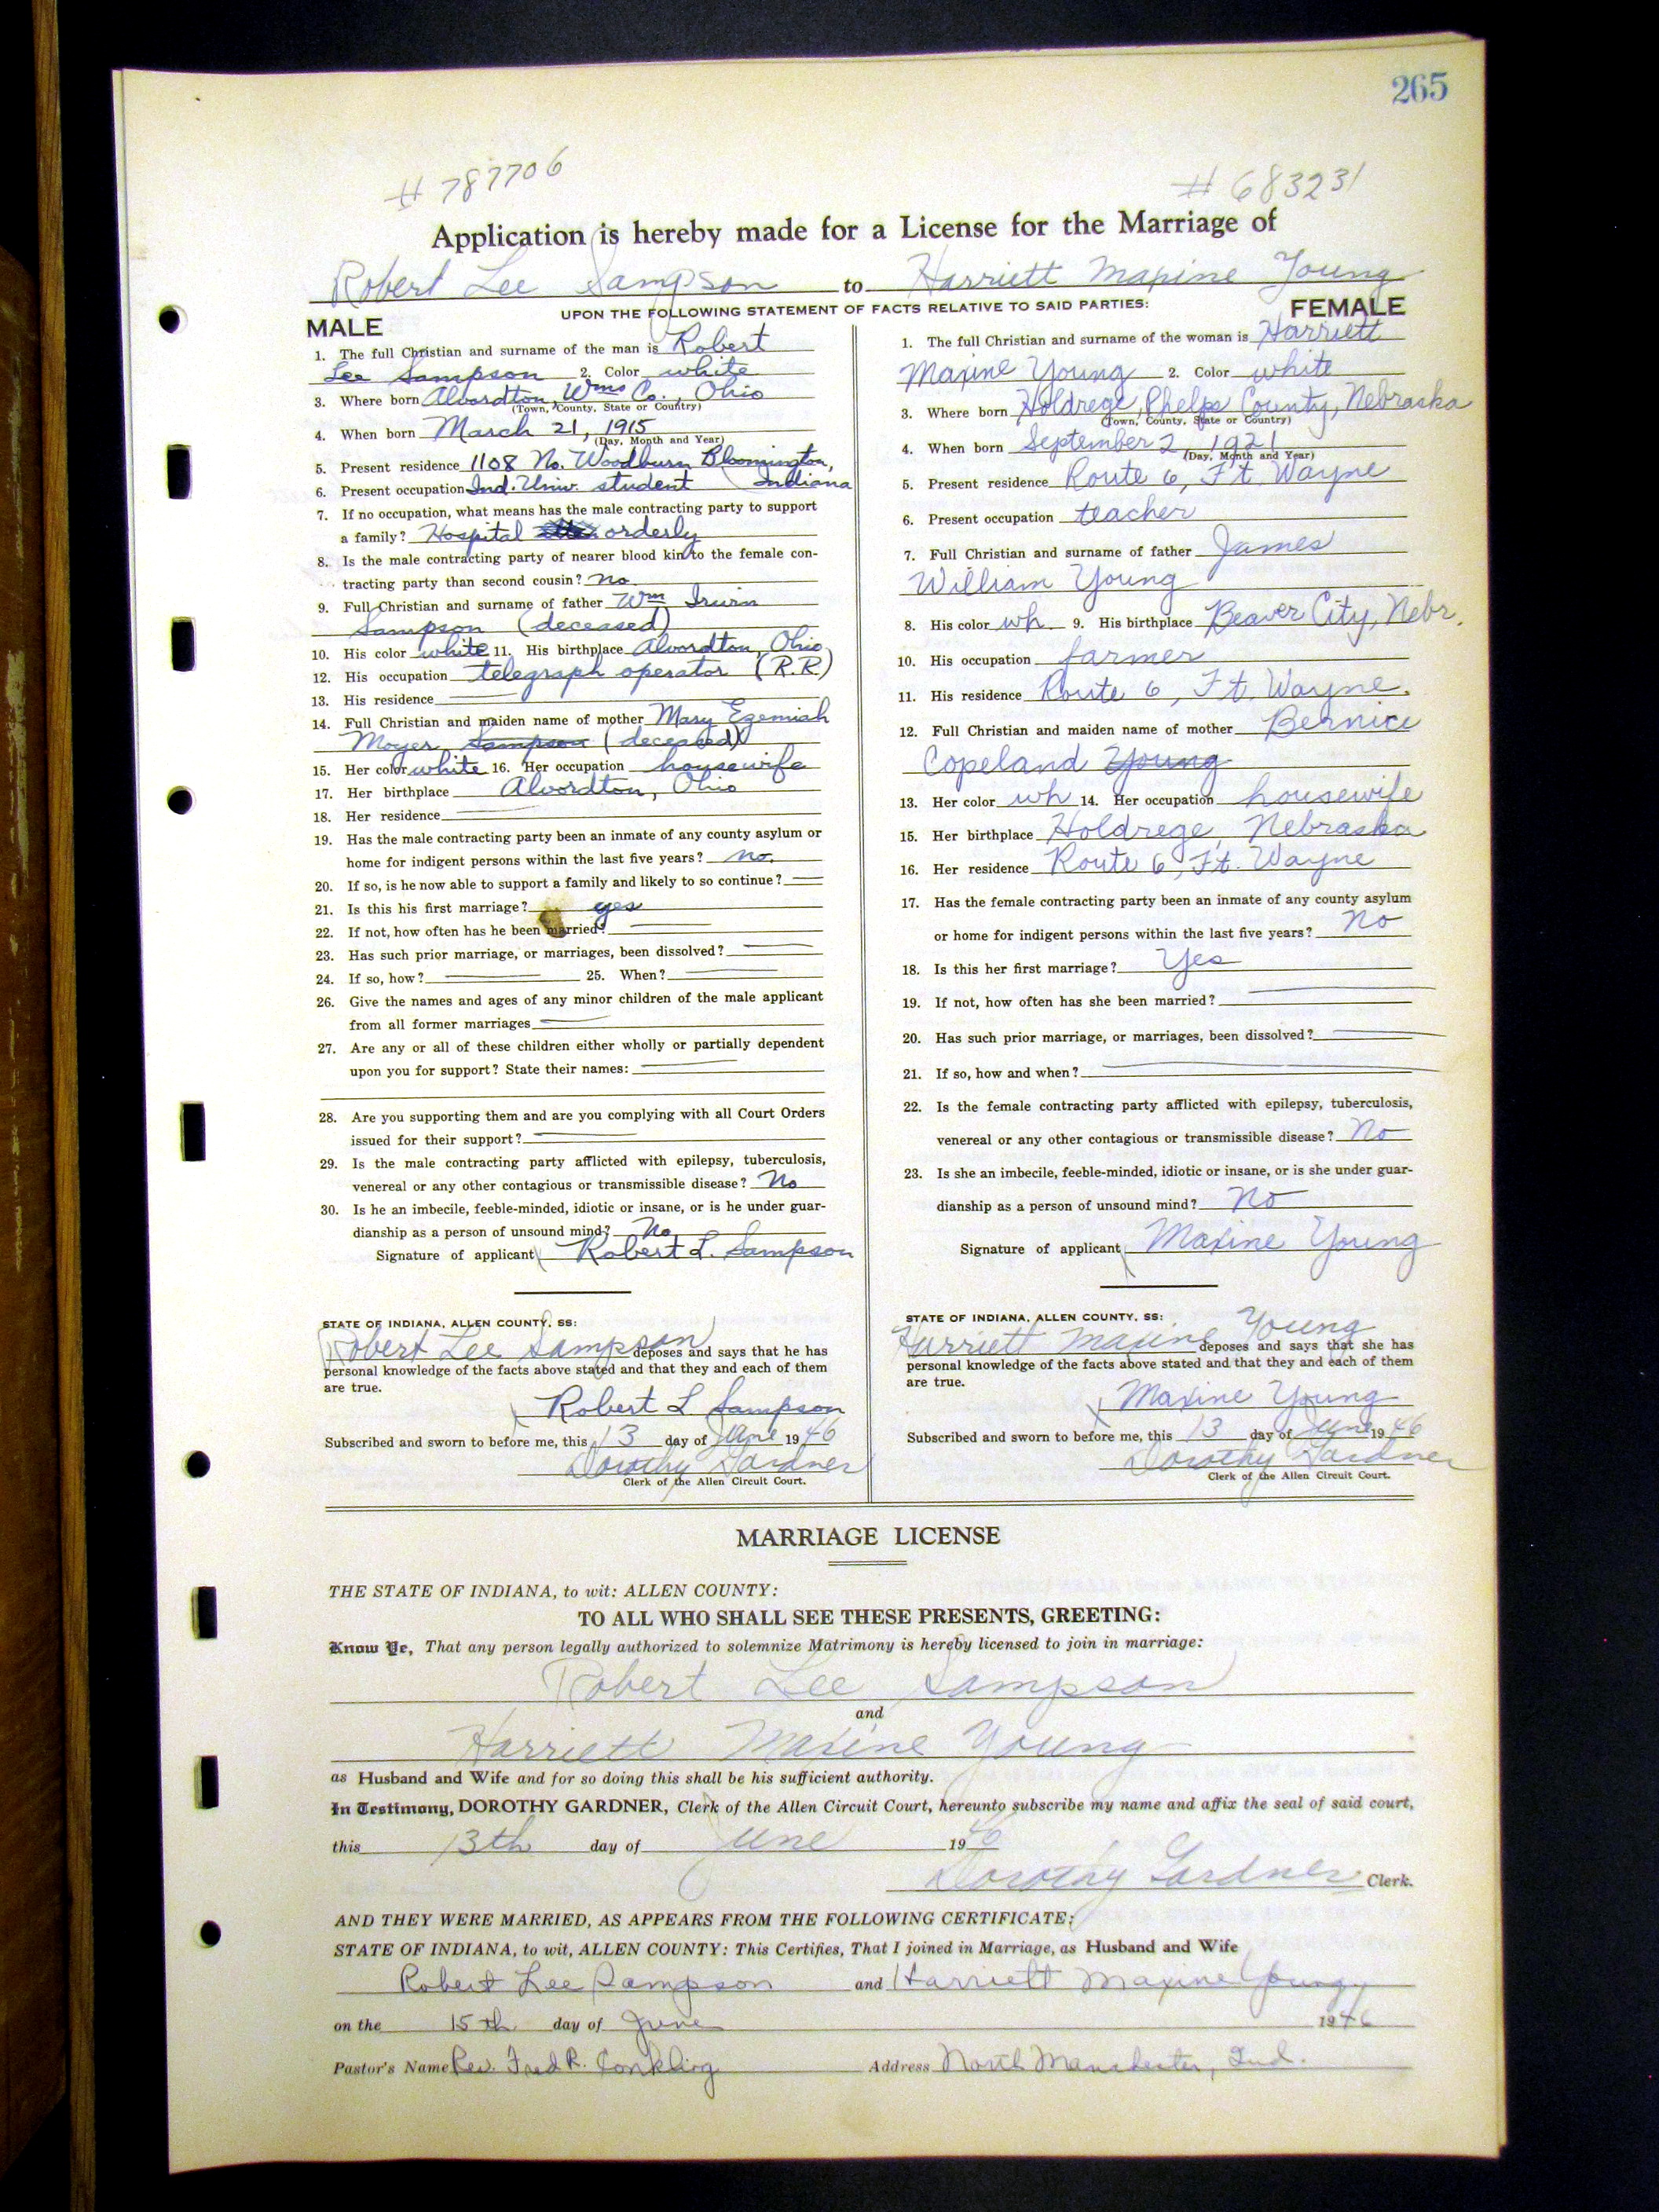 265
# 787706
# 683231
Application is hereby made for a License for the Marriage of
Robert Lee Sampson to Harriett Maxine Young
UPON THE FOLLOWING STATEMENT OF FACTS RELATIVE TO SAID PARTIES:
MALE
1. The full Christian and surname of the man is Robert
Lee Sampson 2. Color white
3. Where born Alvordton, Wms Co., Ohio
(Town, County, State or Country)
4. When born March 21, 1915
(Day, Month and Year)
5. Present residence 1108 No. Woodburn Bloomington,
6. Present occupation Ind. Univ. student Indiana
7. If no occupation, what means has the male contracting party to support
a family? Hospital orderly
8. Is the male contracting party of nearer blood kin to the female con-
tracting party than second cousin? no
9. Full Christian and surname of father Wm Irwin
Sampson (deceased)
10. His color white 11. His birthplace Alvordton, Ohio
12. His occupation telegraph operator (R.R.)
13. His residence
14. Full Christian and maiden name of mother Mary Egemiah
Moyer Sampson (deceased)
15. Her color white 16. Her occupation housewife
17. Her birthplace Alvordton, Ohio
18. Her residence
19. Has the male contracting party been an inmate of any county asylum or
home for indigent persons within the last five years? no.
20. If so, is he now able to support a family and likely to so continue?
21. Is this his first marriage? yes
22. If not, how often has he been married?
23. Has such prior marriage, or marriages, been dissolved?
24. If so, how? 25. When?
26. Give the names and ages of any minor children of the male applicant
from all former marriages
27. Are any or all of these children either wholly or partially dependent
upon you for support? State their names:
28. Are you supporting them and are you complying with all Court Orders
issued for their support?
29. Is the male contracting party afflicted with epilepsy, tuberculosis,
venereal or any other contagious or transmissible disease? No
30. Is he an imbecile, feeble-minded, idiotic or insane, or is he under guar-
dianship as a person of unsound mind? No
Signature of applicant Robert L. Sampson
STATE OF INDIANA, ALLEN COUNTY, SS:
Robert Lee Sampson deposes and says that he has
personal knowledge of the facts above stated and that they and each of them
are true.
Robert L Sampson
Subscribed and sworn to before me, this 13 day of June 1946
Dorothy Gardner
Clerk of the Allen Circuit Court.
FEMALE
1. The full Christian and surname of the woman is Harriett
Maxine Young 2. Color white
3. Where born Holdrege, Phelps County, Nebraska
(Town, County, State or Country)
4. When born September 2, 1921
(Day, Month and Year)
5. Present residence Route 6, Ft. Wayne
6. Present occupation teacher
7. Full Christian and surname of father James
William Young
8. His color wh. 9. His birthplace Beaver City, Nebr.
10. His occupation farmer
11. His residence Route 6, Ft. Wayne.
12. Full Christian and maiden name of mother Bernice
Copeland Young
13. Her color wh 14. Her occupation housewife
15. Her birthplace Holdrege, Nebraska
16. Her residence Route 6, Ft. Wayne
17. Has the female contracting party been an inmate of any county asylum
or home for indigent persons within the last five years? no
18. Is this her first marriage? Yes
19. If not, how often has she been married?
20. Has such prior marriage, or marriages, been dissolved?
21. If so, how and when?
22. Is the female contracting party afflicted with epilepsy, tuberculosis,
venereal or any other contagious or transmissible disease? No
23. Is she an imbecile, feeble-minded, idiotic or insane, or is she under guar-
dianship as a person of unsound mind? No
Signature of applicant Maxine Young
STATE OF INDIANA, ALLEN COUNTY, SS:
Harriett Maxine Young deposes and says that she has
personal knowledge of the facts above stated and that they and each of them
are true.
Maxine Young
Subscribed and sworn to before me, this 13 day of June 1946
Dorothy Gardner
Clerk of the Allen Circuit Court.
MARRIAGE LICENSE
THE STATE OF INDIANA, to wit: ALLEN COUNTY:
TO ALL WHO SHALL SEE THESE PRESENTS, GREETING:
Know Ye, That any person legally authorized to solemnize Matrimony is hereby licensed to join in marriage:
Robert Lee Sampson
and
Harriett Maxine Young
as Husband and Wife and for so doing this shall be his sufficient authority.
In Testimony, DOROTHY GARDNER, Clerk of the Allen Circuit Court, hereunto subscribe my name and affix the seal of said court,
this 13th day of June 1946
Dorothy Gardner Clerk.
AND THEY WERE MARRIED, AS APPEARS FROM THE FOLLOWING CERTIFICATE:
STATE OF INDIANA, to wit, ALLEN COUNTY: This Certifies, That I joined in Marriage, as Husband and Wife
Robert Lee Sampson and Harriett Maxine Young,
on the 15th day of June 1946
Pastor's Name Rev. Fred R. Conkling Address North Manchester, Ind.